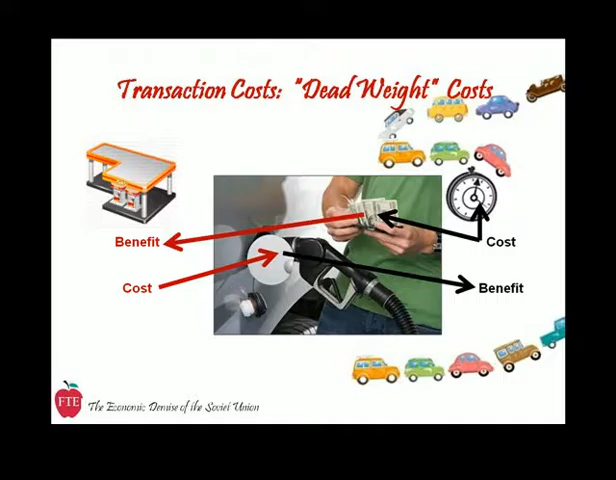 Transaction Costs: "Dead Weight" Costs
Benefit
Cost
Cost
Benefit
FTE
The Economic Demise of the Soviet Union